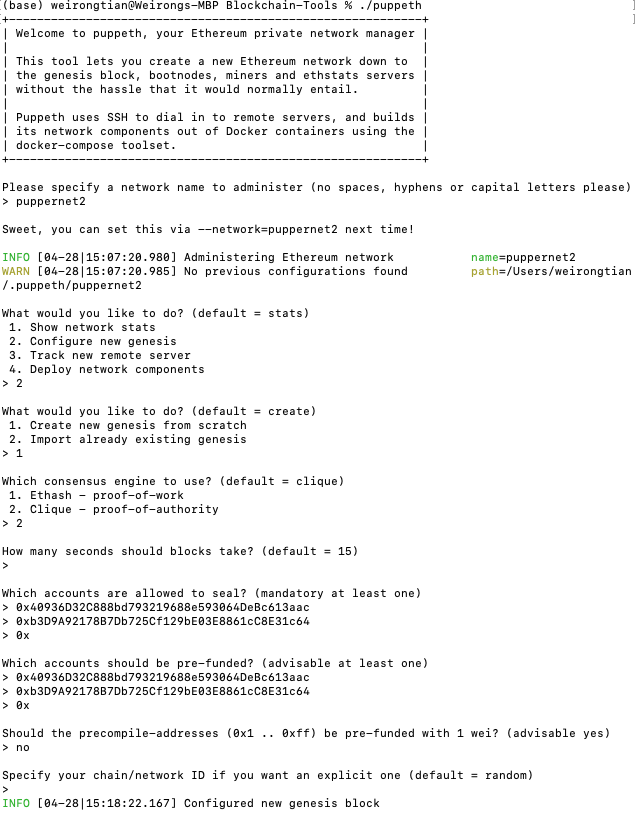 [(base) weirongtian@Weirongs-MBP Blockchain-Tools % ./puppeth ]
[+-----------------------------------------------------------+ ]
| Welcome to puppeth, your Ethereum private network manager |
| |
| This tool lets you create a new Ethereum network down to |
| the genesis block, bootnodes, miners and ethstats servers |
| without the hassle that it would normally entail. |
| |
| Puppeth uses SSH to dial in to remote servers, and builds |
| its network components out of Docker containers using the |
| docker-compose toolset. |
+-----------------------------------------------------------+
Please specify a network name to administer (no spaces, hyphens or capital letters please)
> puppernet2
Sweet, you can set this via --network=puppernet2 next time!
INFO [04-28|15:07:20.980] Administering Ethereum network name=puppernet2
WARN [04-28|15:07:20.985] No previous configurations found path=/Users/weirongtian
/.puppeth/puppernet2
What would you like to do? (default = stats)
1. Show network stats
2. Configure new genesis
3. Track new remote server
4. Deploy network components
> 2
What would you like to do? (default = create)
1. Create new genesis from scratch
2. Import already existing genesis
> 1
Which consensus engine to use? (default = clique)
1. Ethash - proof-of-work
2. Clique - proof-of-authority
> 2
How many seconds should blocks take? (default = 15)
>
Which accounts are allowed to seal? (mandatory at least one)
> 0x40936D32C888bd793219688e593064DeBc613aac
> 0xb3D9A92178B7Db725Cf129bE03E8861cC8E31c64
> 0x
Which accounts should be pre-funded? (advisable at least one)
> 0x40936D32C888bd793219688e593064DeBc613aac
> 0xb3D9A92178B7Db725Cf129bE03E8861cC8E31c64
> 0x
Should the precompile-addresses (0x1 .. 0xff) be pre-funded with 1 wei? (advisable yes)
> no
Specify your chain/network ID if you want an explicit one (default = random)
>
INFO [04-28|15:18:22.167] Configured new genesis block